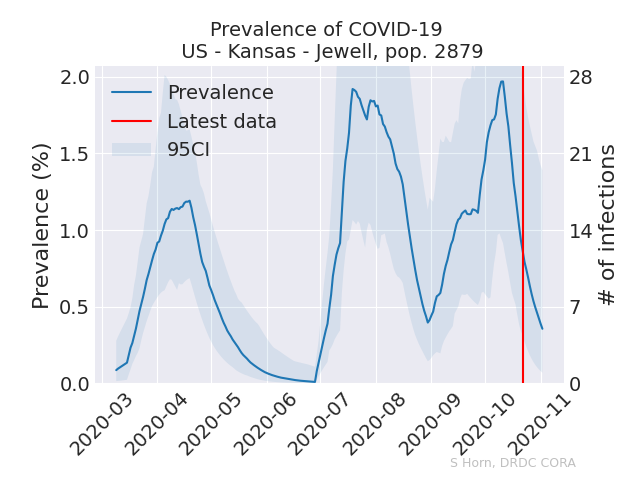 Prevalence of COVID-19
US - Kansas - Jewell, pop. 2879
Prevalence (%)
2.0
1.5
1.0
0.5
0.0
Prevalence
Latest data
95CI
28
21
14
7
0
# of infections
2020-03
2020-04
2020-05
2020-06
2020-07
2020-08
2020-09
2020-10
2020-11
S Horn, DRDC CORA